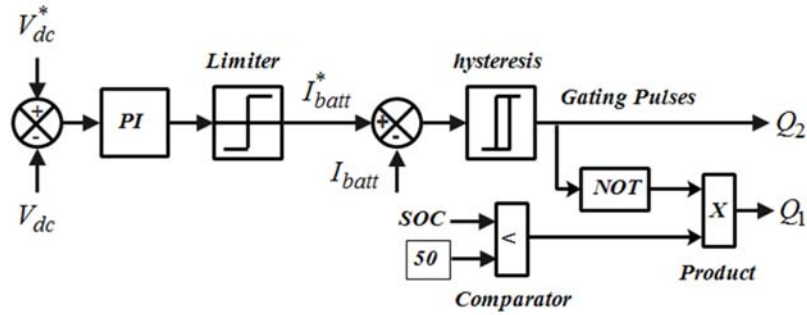 V*dc
+
-
Vdc
PI
Limiter
I*batt
+
-
Ibatt
hysteresis
Gating Pulses
Q2
NOT
X
Q1
Product
SOC
50
<
Comparator